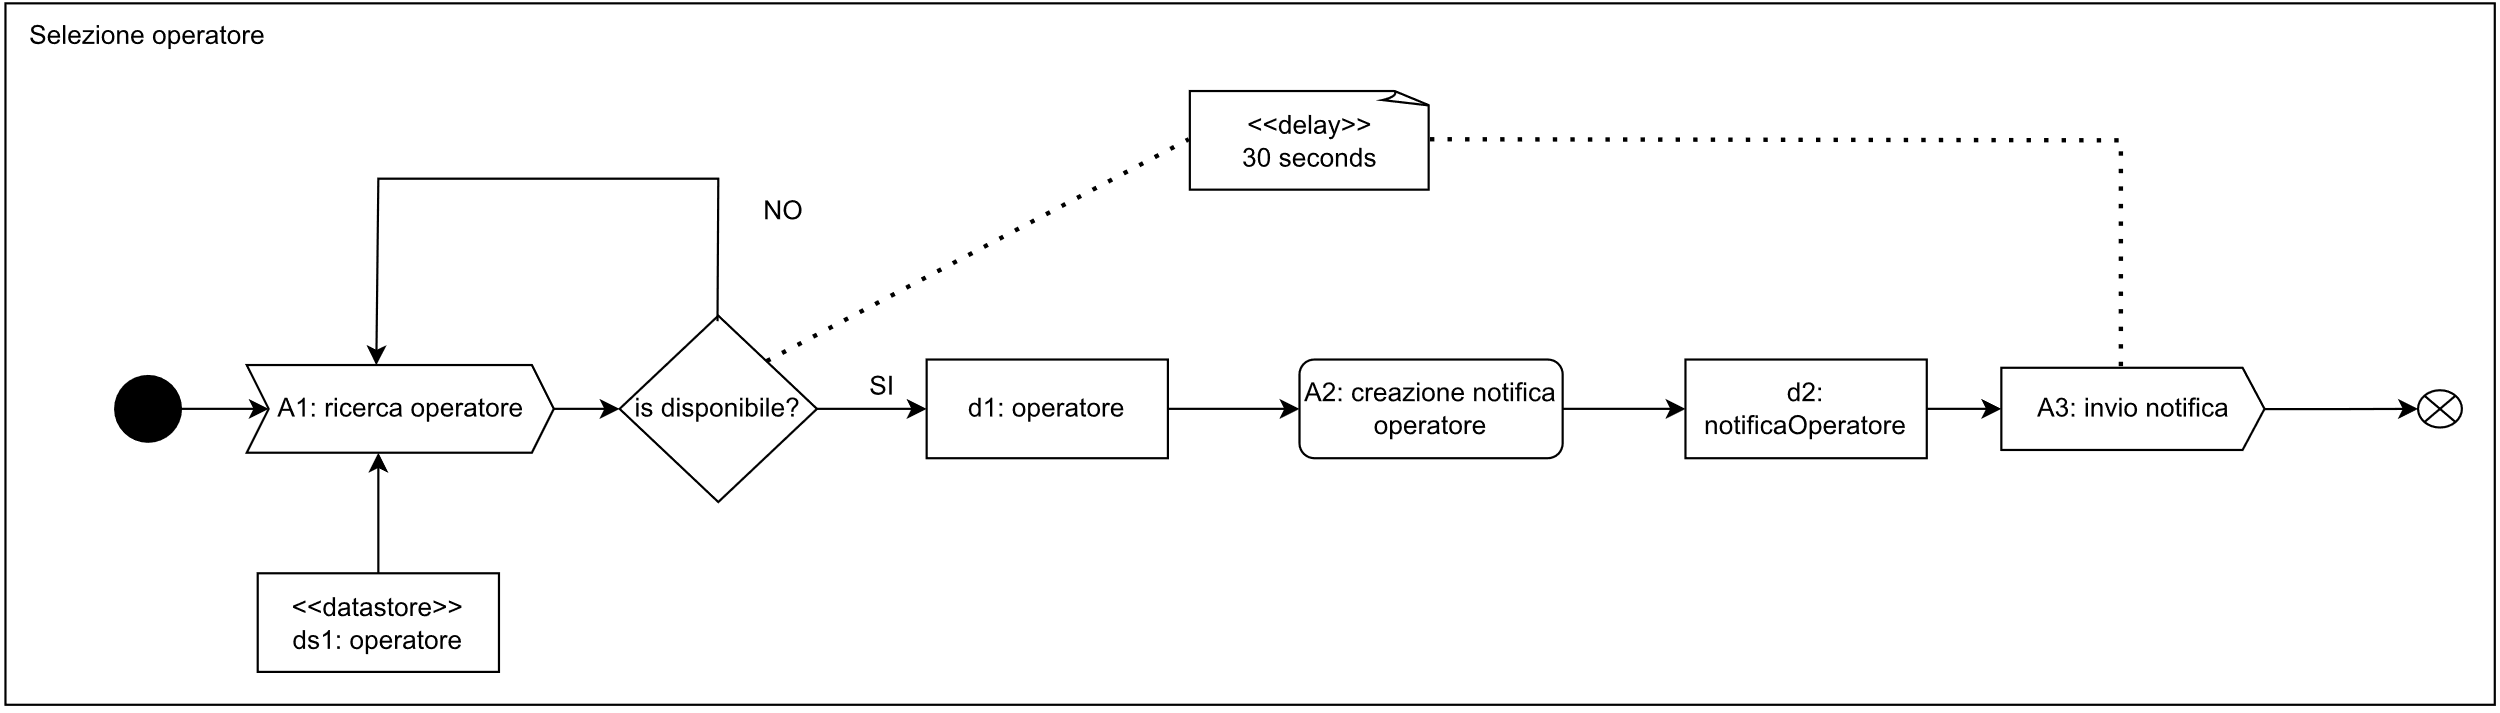 Selezione operatore
<<delay>>
30 seconds
NO
A1: ricerca operatore
is disponibile?
SI
d1: operatore
A2: creazione notifica
operatore
d2:
notificaOperatore
A3: invio notifica
<<datastore>>
ds1: operatore